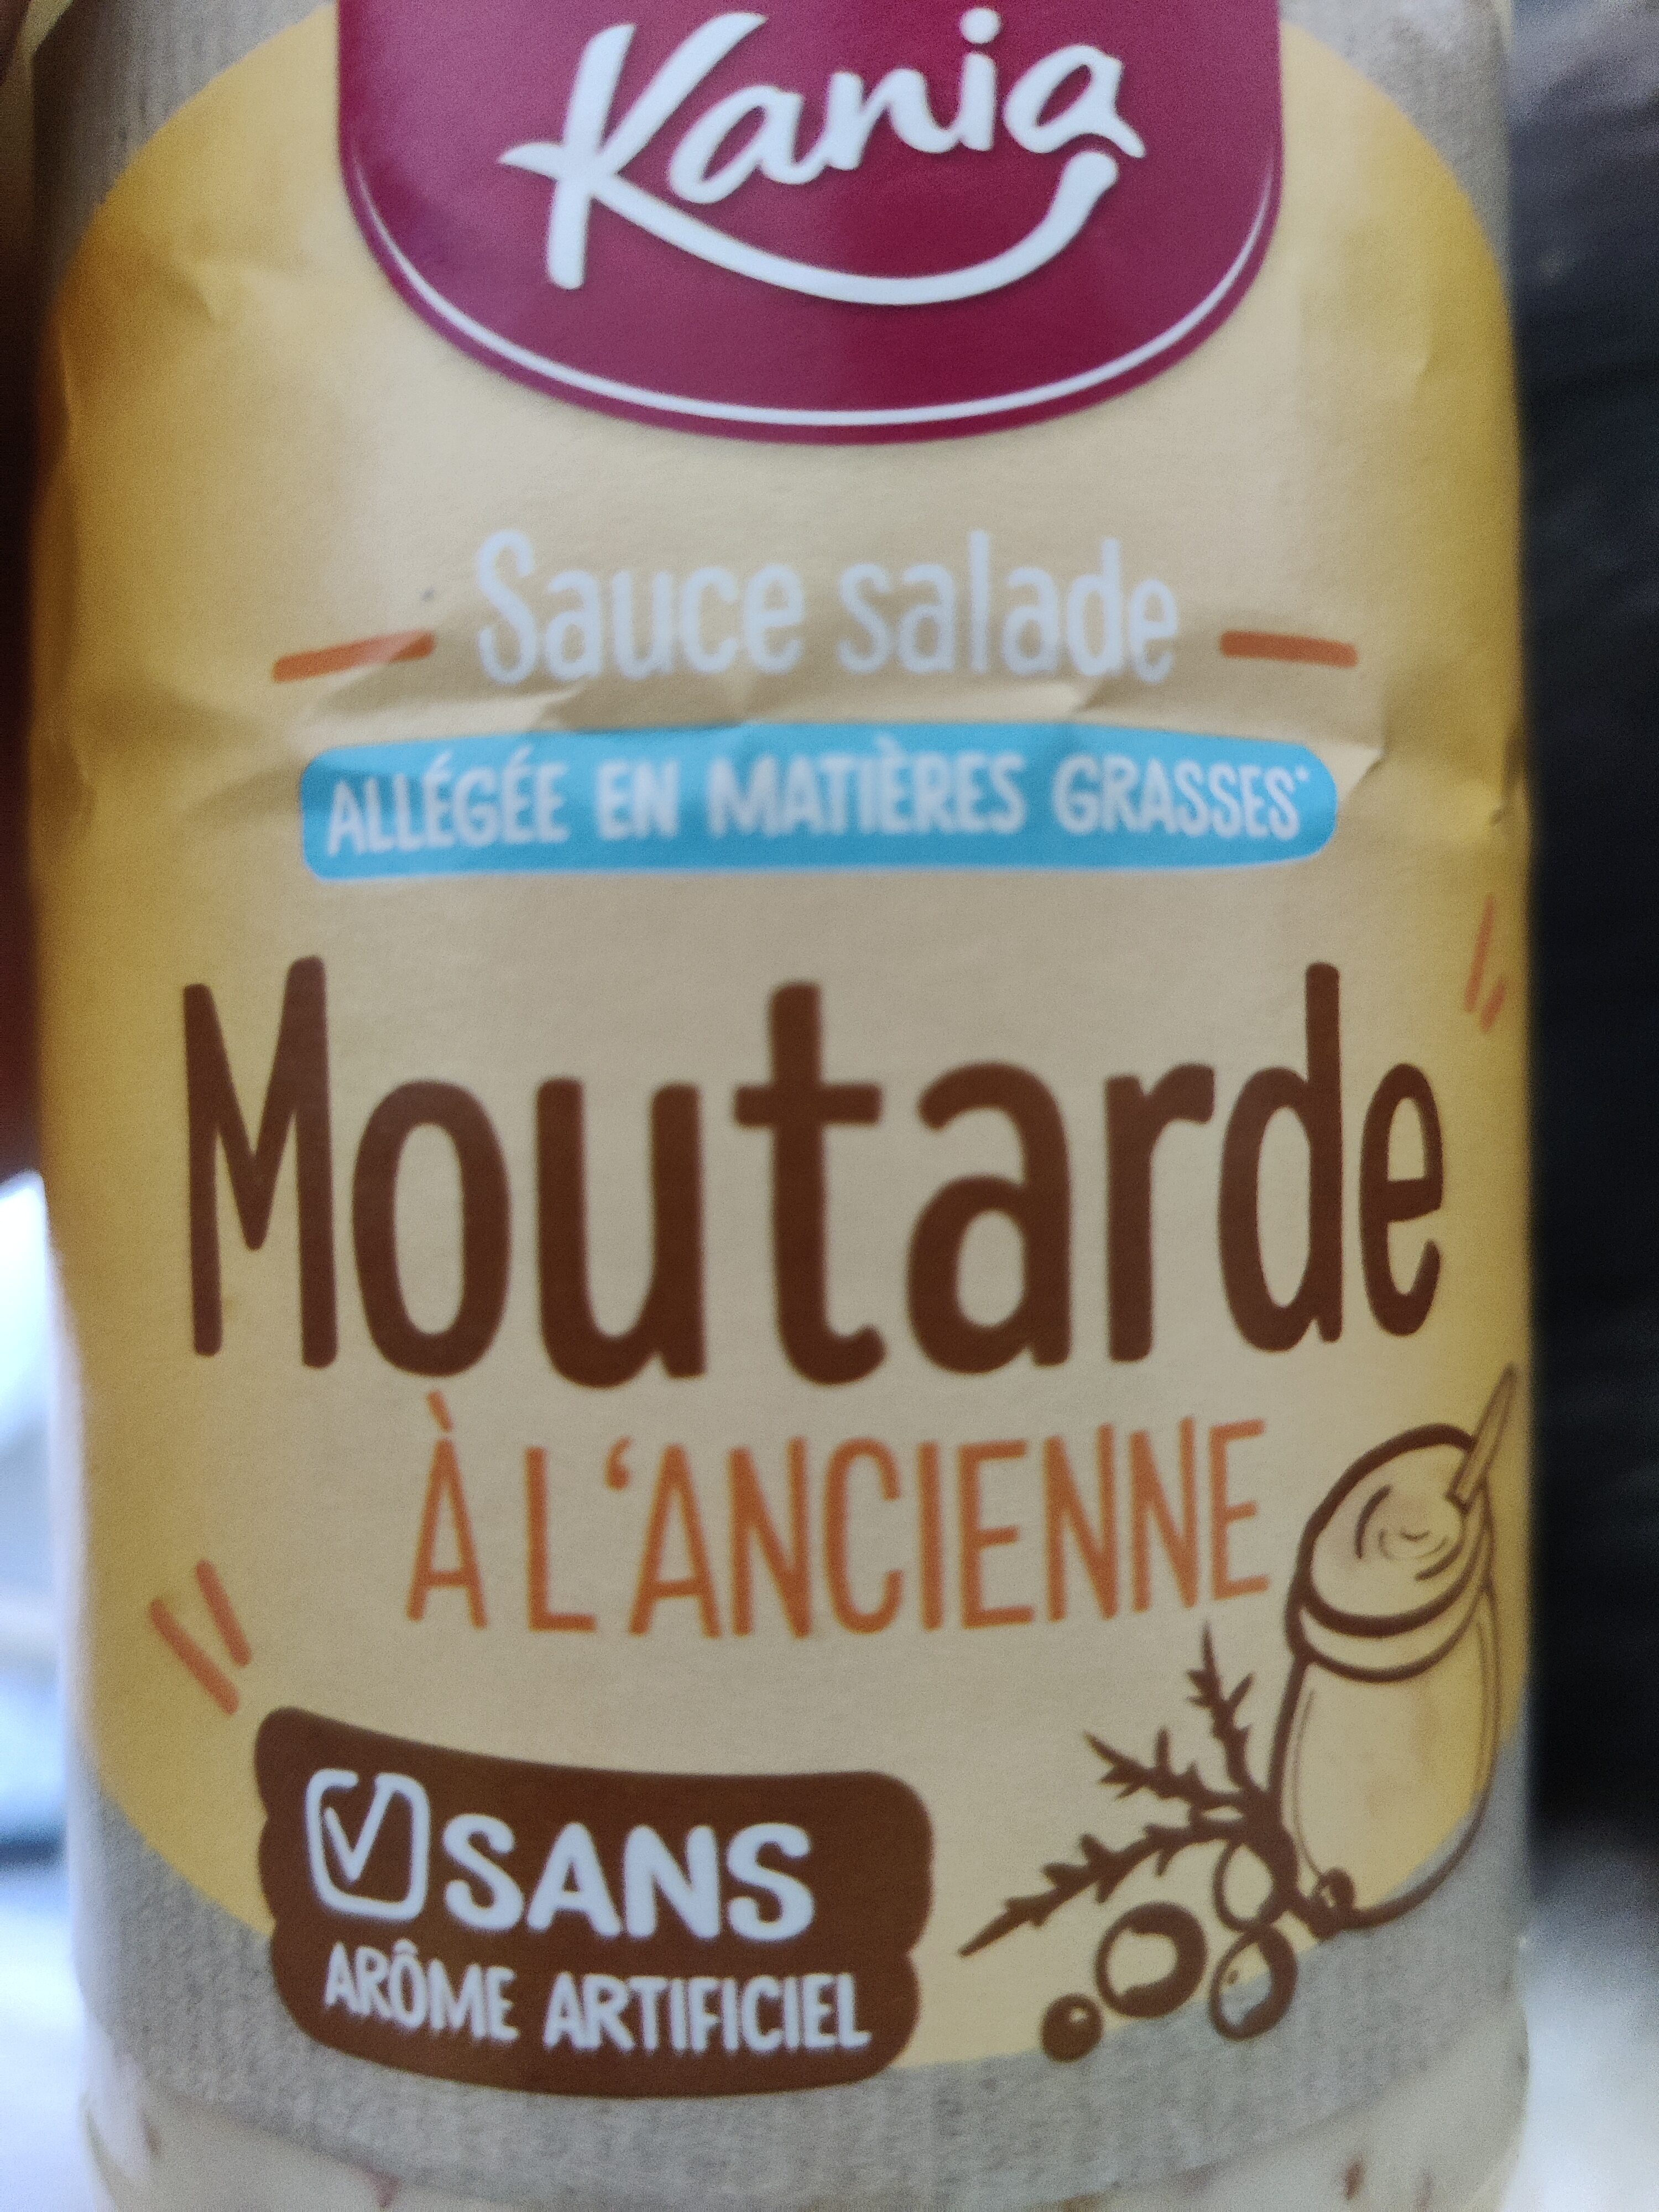 Kania
Sauce salade
ALLÉGÉE EN MATIÈRES GRASSES*
Moutarde
À L‘ANCIENNE
SANS
ARÔME ARTIFICIEL